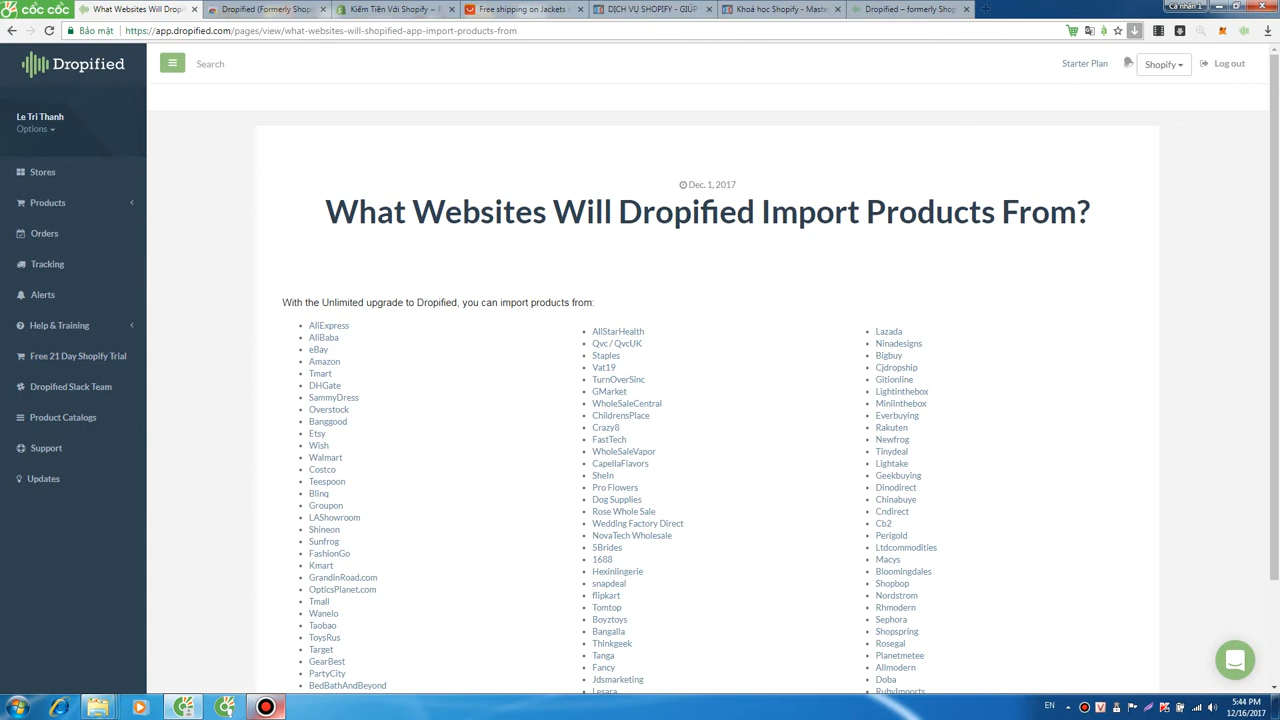 cốc cốc
What Websites Will Dropi
Dropified (Formerly Shop
Kiếm Tiền Với Shopify – P
Free shipping on Jackets
DỊCH VỤ SHOPIFY - GIÚP
Khoá học Shopify - Maste
Dropified – formerly Shop
Cá nhân 1
Bảo mật
https://app.dropified.com/pages/view/what-websites-will-shopified-app-import-products-from
Dropified
Search
Starter Plan
Shopify
Log out
Le Tri Thanh
Options
Stores
Products
Orders
Tracking
Alerts
Help & Training
Free 21 Day Shopify Trial
Dropified Slack Team
Product Catalogs
Support
Updates
Dec. 1, 2017
What Websites Will Dropified Import Products From?
With the Unlimited upgrade to Dropified, you can import products from:
AliExpress
AliBaba
eBay
Amazon
Tmart
DHGate
SammyDress
Overstock
Banggood
Etsy
Wish
Walmart
Costco
Teespoon
Blinq
Groupon
LAShowroom
Shineon
Sunfrog
FashionGo
Kmart
GrandinRoad.com
OpticsPlanet.com
Tmall
Wanelo
Taobao
ToysRus
Target
GearBest
PartyCity
BedBathAndBeyond
AllStarHealth
Qvc / QvcUK
Staples
Vat19
TurnOverSinc
GMarket
WholeSaleCentral
ChildrensPlace
Crazy8
FastTech
WholeSaleVapor
CapellaFlavors
SheIn
Pro Flowers
Dog Supplies
Rose Whole Sale
Wedding Factory Direct
NovaTech Wholesale
5Brides
1688
Hexinlingerie
snapdeal
flipkart
Tomtop
Boyztoys
Bangalla
Thinkgeek
Tanga
Fancy
Jdsmarketing
Lesara
Lazada
Ninadesigns
Bigbuy
Cjdropship
Gitionline
Lightinthebox
Miniinthebox
Everbuying
Rakuten
Newfrog
Tinydeal
Lightake
Geekbuying
Dinodirect
Chinabuye
Cndirect
Cb2
Perigold
Ltdcommodities
Macys
Bloomingdales
Shopbop
Nordstrom
Rhmodern
Sephora
Shopspring
Rosegal
Planetmetee
Allmodern
Doba
RubyImports
EN
5:44 PM
12/16/2017